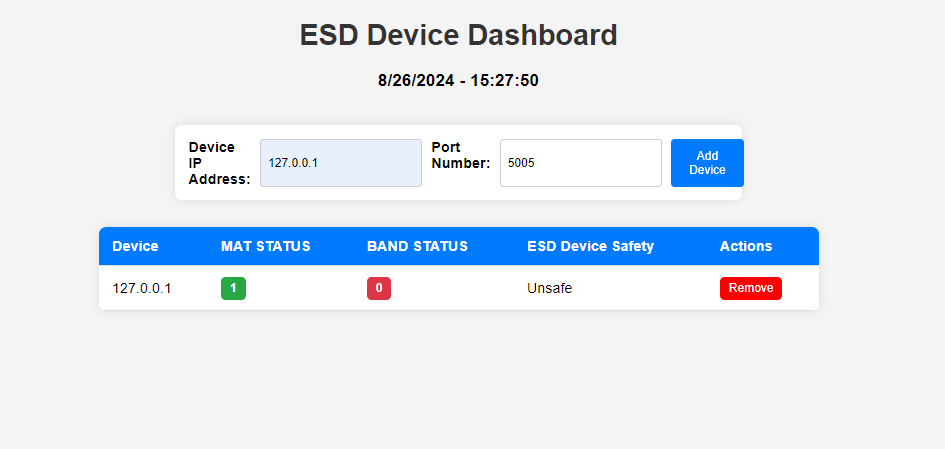 ESD Device Dashboard
8/26/2024 - 15:27:50
Device
IP
Address:
127.0.0.1
Port
Number:
5005
Add
Device
Device MAT STATUS BAND STATUS ESD Device Safety Actions
127.0.0.1 1 0 Unsafe Remove